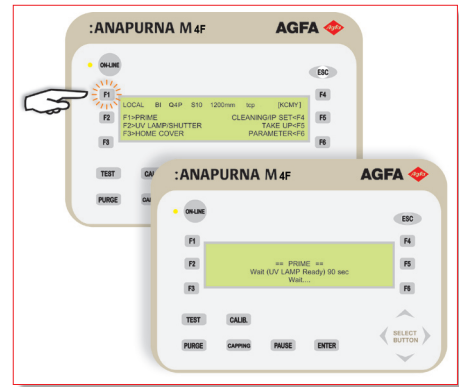 :ANAPURNA M 4F AGFA
ON-LINE
ESC
F1 F4
LOCAL BI Q4P S10 1200mm tcp [KCMY]
F2 F1>PRIME CLEANING/IP SET<F4 F5
F2>UV LAMP/SHUTTER TAKE UP<F5
F3 F3>HOME COVER PARAMETER<F6 F6
TEST
PURGE
:ANAPURNA M 4F AGFA
ON-LINE
ESC
F1 F4
F2 == PRIME == F5
Wait (UV LAMP Ready) 90 sec
F3 Wait.... F6
TEST CALIB.
SELECT
BUTTON
PURGE CAPPING PAUSE ENTER